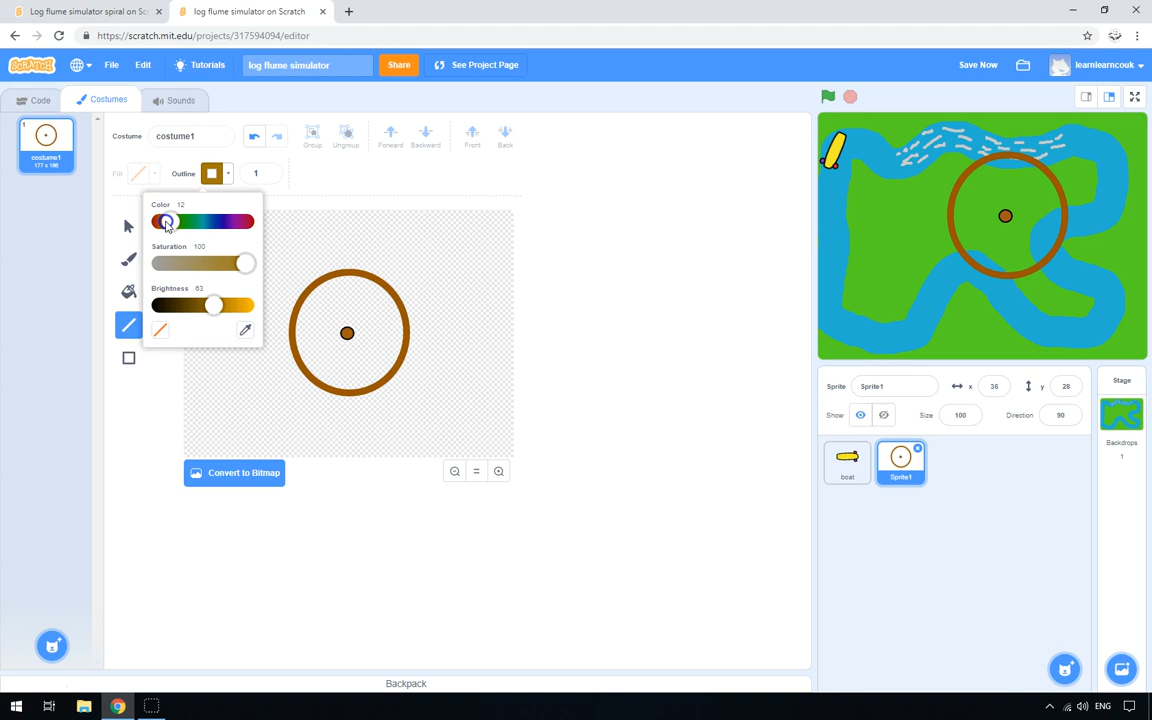 log flume simulator spiral on Sc
log flume simulator on Scratch
https://scratch.mit.edu/projects/317594094/editor
SCRATCH
File
Edit
Tutorials
log flume simulator
Share
See Project Page
Save Now
learnlearncouk
Code
Costumes
Sounds
1
costume1
177 x 186
Costume
costume1
Group
Ungroup
Forward
Backward
Front
Back
Fill
Outline
1
Color 12
Saturation 100
Brightness 63
Convert to Bitmap
Sprite
Sprite1
x
36
y
28
Show
Size
100
Direction
90
boat
Sprite1
Stage
Backdrops
1
Backpack
ENG